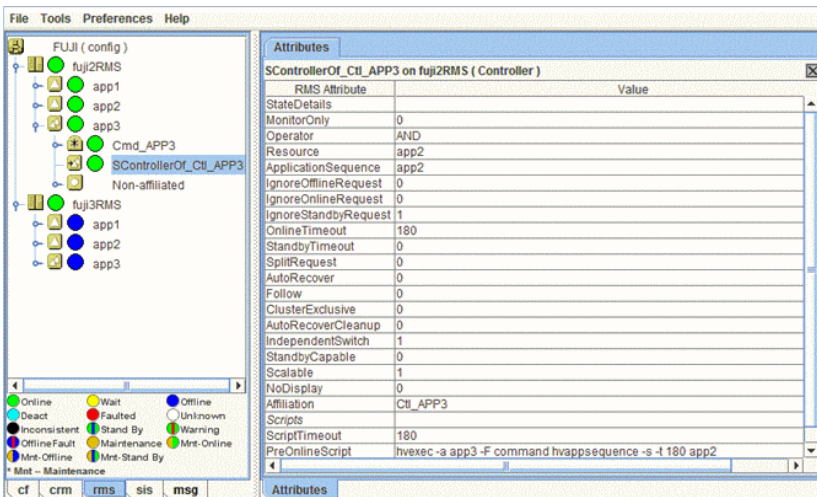 File Tools Preferences Help
FUJI ( config )
fuji2RMS
app1
app2
app3
Cmd_APP3
SControllerOf_Ctl_APP3
Non-affiliated
fuji3RMS
app1
app2
app3
Online Wait Offline
Deact Faulted Unknown
Inconsistent Stand By Warning
OfflineFault Maintenance Mnt-Online
Mnt-Offline Mnt-Stand By
* Mnt -- Maintenance
cf crm rms sis msg
Attributes
SControllerOf_Ctl_APP3 on fuji2RMS ( Controller )
RMS Attribute Value
StateDetails
MonitorOnly 0
Operator AND
Resource app2
ApplicationSequence app2
IgnoreOfflineRequest 0
IgnoreOnlineRequest 0
IgnoreStandbyRequest 1
OnlineTimeout 180
StandbyTimeout 0
SplitRequest 0
AutoRecover 0
Follow 0
ClusterExclusive 0
AutoRecoverCleanup 0
IndependentSwitch 1
StandbyCapable 0
Scalable 1
NoDisplay 0
Affiliation Ctl_APP3
Scripts
ScriptTimeout 180
PreOnlineScript hvexec -a app3 -F command hvappsequence -s -t 180 app2
Attributes